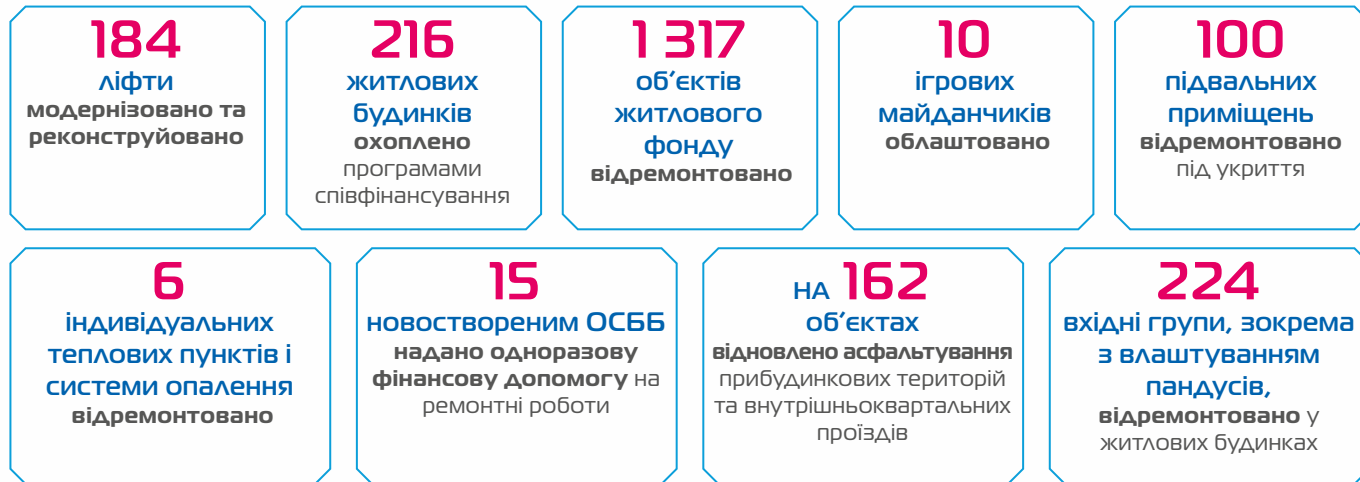 184
ліфти
модернізовано та
реконструйовано
216
житлових
будинків
охоплено
програмами
співфінансування
1 317
об’єктів
житлового
фонду
відремонтовано
10
ігрових
майданчиків
облаштовано
100
підвальних
приміщень
відремонтовано
під укриття
6
індивідуальних
теплових пунктів і
системи опалення
відремонтовано
15
новоствореним ОСББ
надано одноразову
фінансову допомогу на
ремонтні роботи
НА 162
об’єктах
відновлено асфальтування
прибудинкових територій
та внутрішньоквартальних
проїздів
224
вхідні групи, зокрема
з влаштуванням
пандусів,
відремонтовано у
житлових будинках